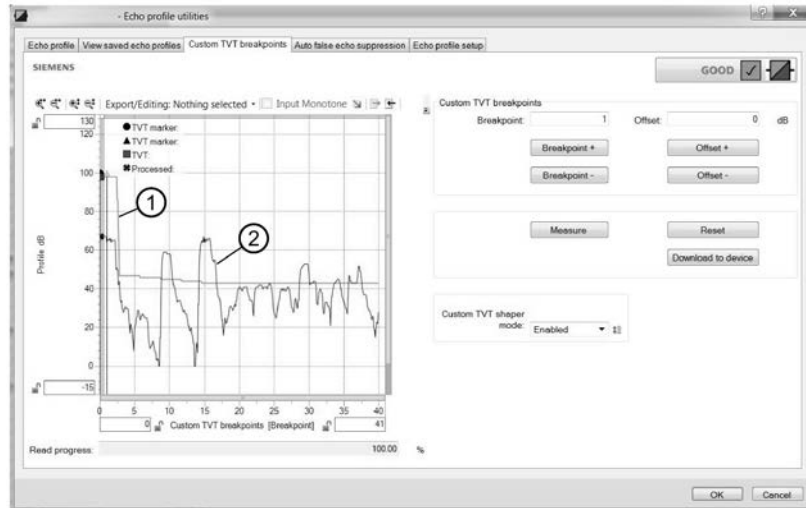 - Echo profile utilities
Echo profile
View saved echo profiles
Custom TVT breakpoints
Auto false echo suppression
Echo profile setup
SIEMENS
GOOD
Export/Editing: Nothing selected
Input Monotone
130
120
100
80
60
40
20
0
-15
Profile dB
TVT marker:
TVT marker:
TVT:
Processed:
1
2
0 5 10 15 20 25 30 35 40
0
Custom TVT breakpoints [Breakpoint]
41
Read progress: 100.00 %
Custom TVT breakpoints
Breakpoint: 1 Offset: 0 dB
Breakpoint + Offset +
Breakpoint - Offset -
Measure Reset
Download to device
Custom TVT shaper
mode: Enabled
OK Cancel